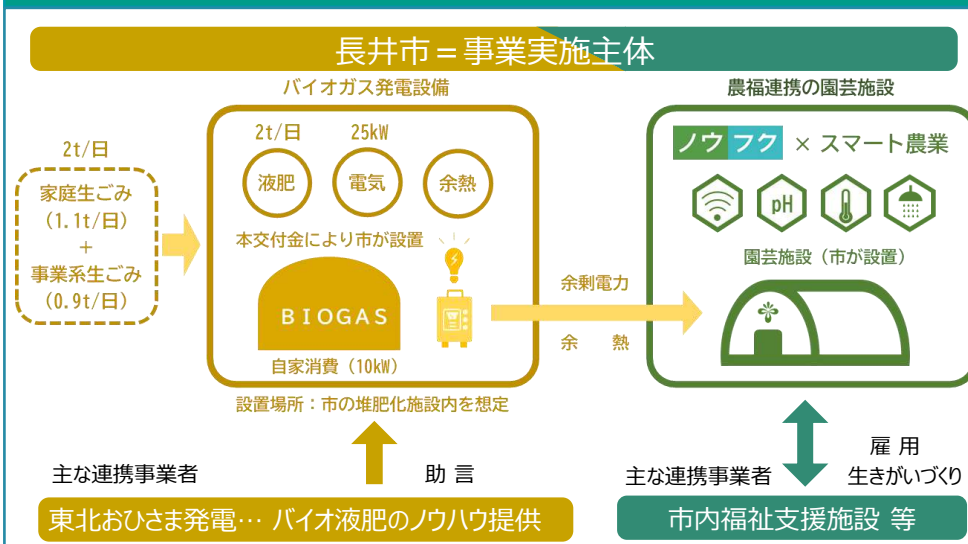 長井市＝事業実施主体
バイオガス発電設備
2t/日
家庭生ごみ
(1.1t/日)
+
事業系生ごみ
(0.9t/日)
2t/日
25kW
液肥
電気
余熱
本交付金により市が設置
BIOGAS
自家消費（10kW）
設置場所：市の堆肥化施設内を想定
余剰電力
余　熱
農福連携の園芸施設
ノウフク × スマート農業
pH
園芸施設（市が設置）
主な連携事業者
助 言
東北おひさま発電… バイオ液肥のノウハウ提供
主な連携事業者
雇 用
生きがいづくり
市内福祉支援施設 等